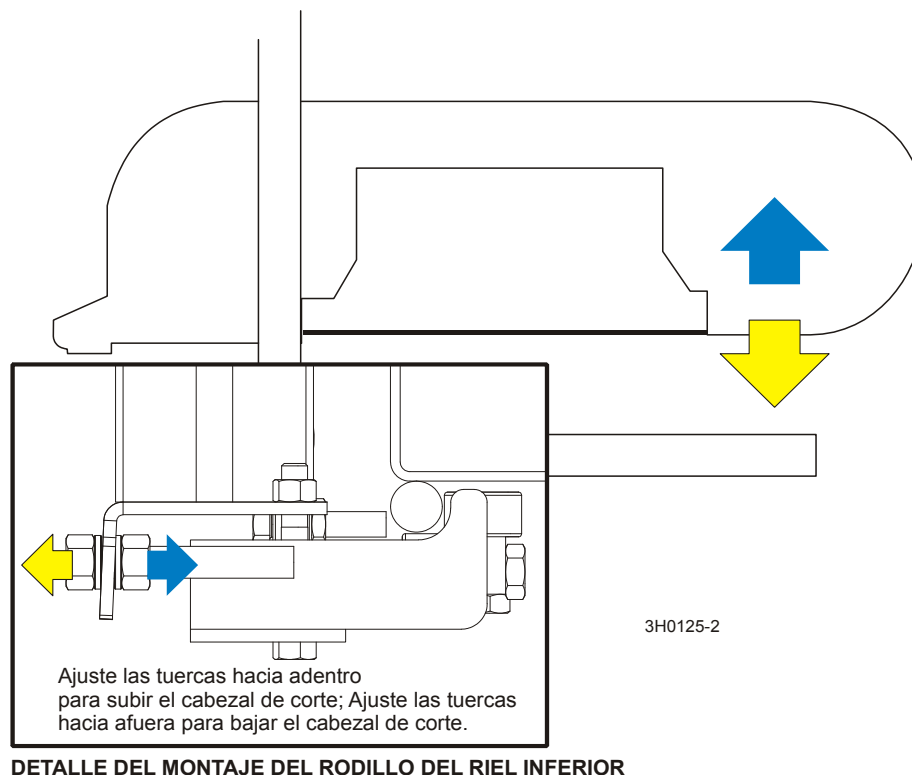 3H0125-2
Ajuste las tuercas hacia adentro
para subir el cabezal de corte; Ajuste las tuercas
hacia afuera para bajar el cabezal de corte.
DETALLE DEL MONTAJE DEL RODILLO DEL RIEL INFERIOR